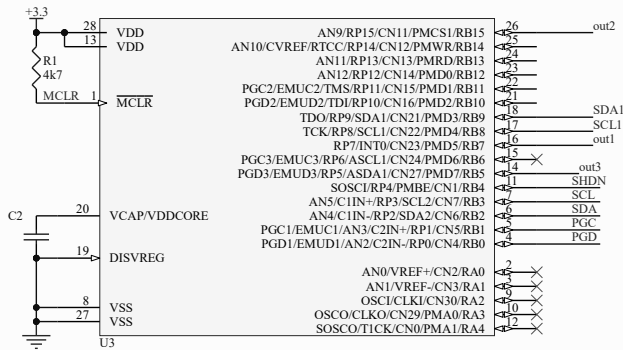 +3.3
28 VDD AN9/RP15/CN11/PMCS1/RB15 26 out2
13 VDD AN10/CVREF/RTCC/RP14/CN12/PMWR/RB14 25
R1 AN11/RP13/CN13/PMRD/RB13 24
4k7 AN12/RP12/CN14/PMD0/RB12 23
PGC2/EMUC2/TMS/RP11/CN15/PMD1/RB11 22
MCLR 1 MCLR PGD2/EMUD2/TDI/RP10/CN16/PMD2/RB10 21
TDO/RP9/SDA1/CN21/PMD3/RB9 18 SDA1
TCK/RP8/SCL1/CN22/PMD4/RB8 17 SCL1
RP7/INT0/CN23/PMD5/RB7 16 out1
PGC3/EMUC3/RP6/ASCL1/CN24/PMD6/RB6 15
PGD3/EMUD3/RP5/ASDA1/CN27/PMD7/RB5 14 out3
SOSCI/RP4/PMBE/CN1/RB4 11 SHDN
AN5/C1IN+/RP3/SCL2/CN7/RB3 7 SCL
C2 20 VCAP/VDDCORE AN4/C1IN-/RP2/SDA2/CN6/RB2 6 SDA
PGC1/EMUC1/AN3/C2IN+/RP1/CN5/RB1 5 PGC
PGD1/EMUD1/AN2/C2IN-/RP0/CN4/RB0 4 PGD
19 DISVREG
AN0/VREF+/CN2/RA0 2
AN1/VREF-/CN3/RA1 3
8 VSS OSCI/CLKI/CN30/RA2 9
27 VSS OSCO/CLKO/CN29/PMA0/RA3 10
SOSCO/T1CK/CN0/PMA1/RA4 12
U3